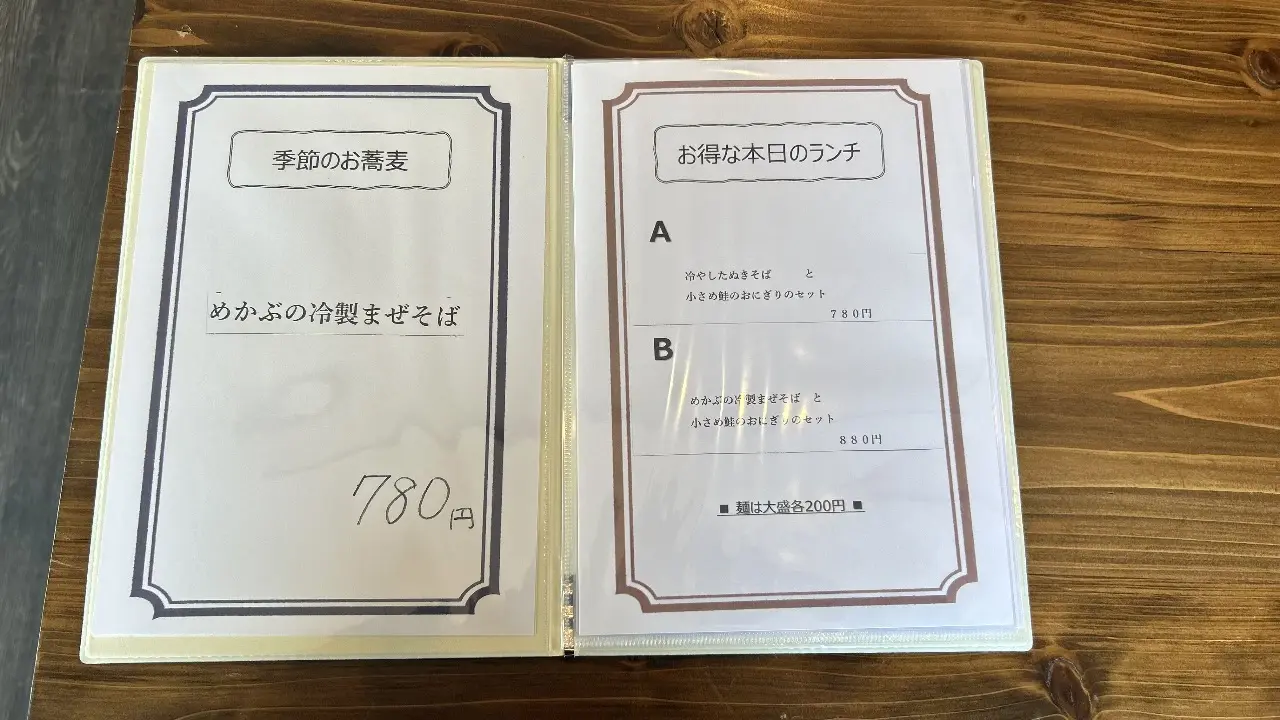 季節のお蕎麦
めかぶの冷製まぜそば
780円
お得な本日のランチ
A
冷やしたぬきそば　　　と
小さめ鮭のおにぎりのセット
７８０円
B
めかぶの冷製まぜそば　と
小さめ鮭のおにぎりのセット
８８０円
■ 麺は大盛各200円 ■